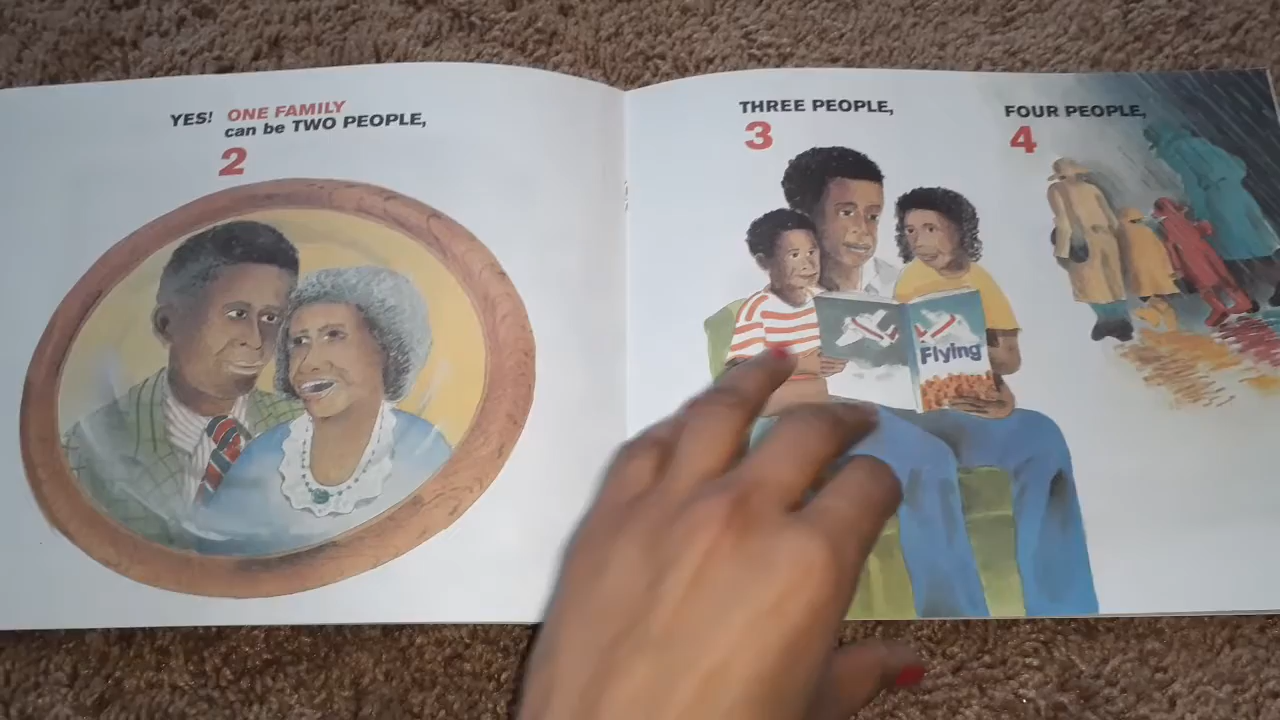 YES! ONE FAMILY
can be TWO PEOPLE,
2
THREE PEOPLE,
3
FOUR PEOPLE,
4
Flying